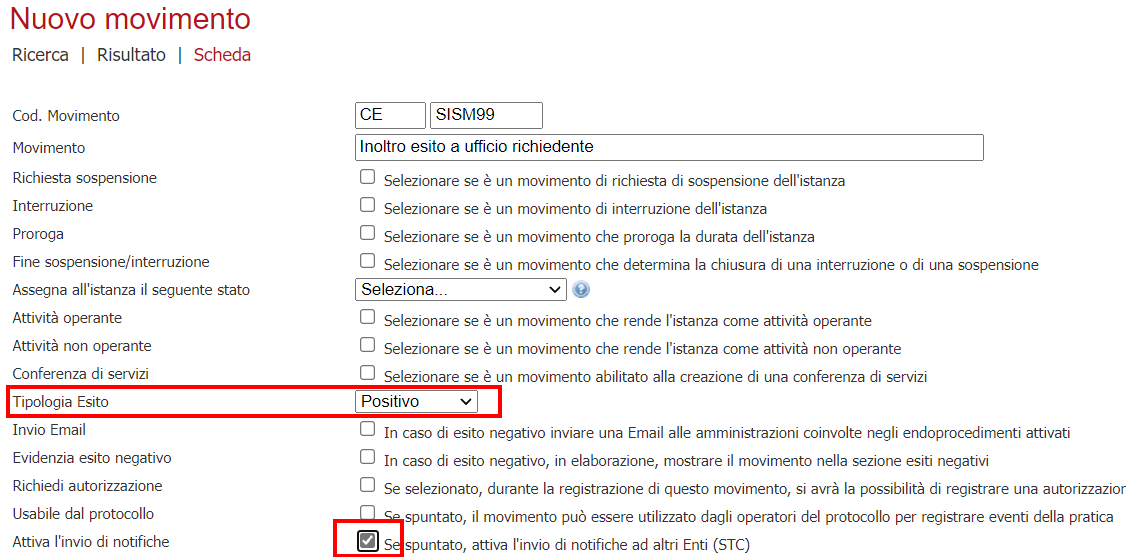 Nuovo movimento
Ricerca | Risultato | Scheda
Cod. Movimento CE SISM99
Movimento Inoltro esito a ufficio richiedente
Richiesta sospensione Selezionare se è un movimento di richiesta di sospensione dell'istanza
Interruzione Selezionare se è un movimento di interruzione dell'istanza
Proroga Selezionare se è un movimento che proroga la durata dell'istanza
Fine sospensione/interruzione Selezionare se è un movimento che determina la chiusura di una interruzione o di una sospensione
Assegna all'istanza il seguente stato Seleziona... ?
Attività operante Selezionare se è un movimento che rende l'istanza come attività operante
Attività non operante Selezionare se è un movimento che rende l'istanza come attività non operante
Conferenza di servizi Selezionare se è un movimento abilitato alla creazione di una conferenza di servizi
Tipologia Esito Positivo
Invio Email In caso di esito negativo inviare una Email alle amministrazioni coinvolte negli endoprocedimenti attivati
Evidenzia esito negativo In caso di esito negativo, in elaborazione, mostrare il movimento nella sezione esiti negativi
Richiedi autorizzazione Se selezionato, durante la registrazione di questo movimento, si avrà la possibilità di registrare una autorizzazion
Usabile dal protocollo Se spuntato, il movimento può essere utilizzato dagli operatori del protocollo per registrare eventi della pratica
Attiva l'invio di notifiche Se spuntato, attiva l'invio di notifiche ad altri Enti (STC)